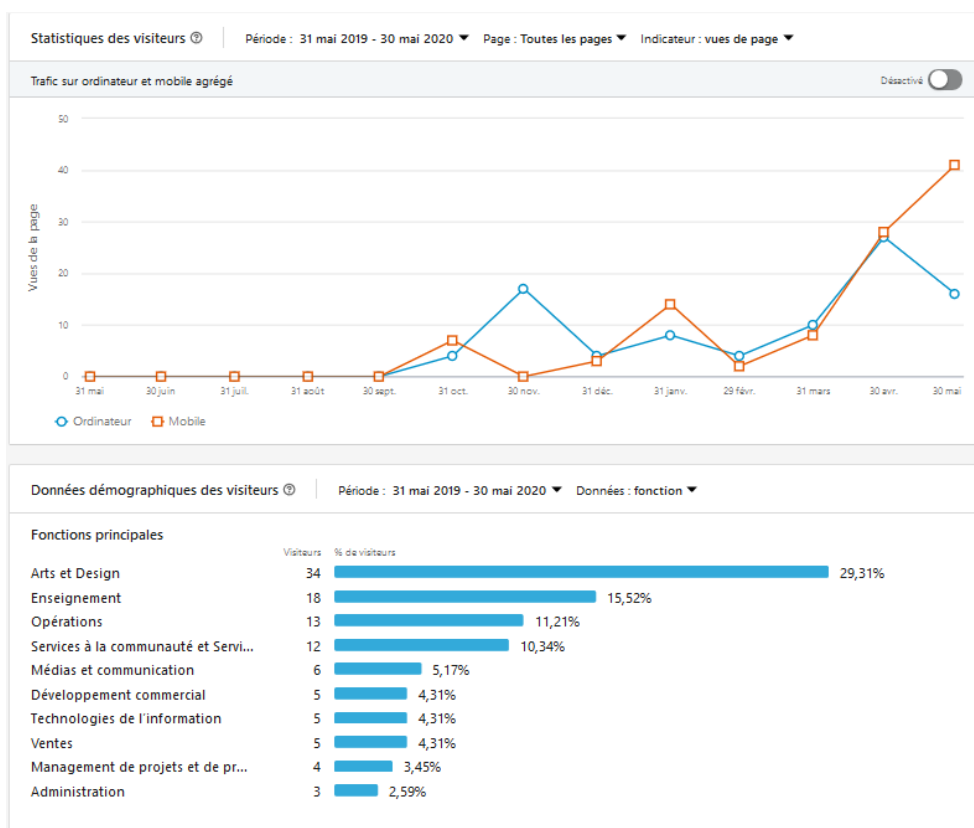 Statistiques des visiteurs ? Période : 31 mai 2019 - 30 mai 2020 ▼ Page : Toutes les pages ▼ Indicateur : vues de page ▼
Trafic sur ordinateur et mobile agrégé Désactivé
Vues de la page
50
40
30
20
10
0
31 mai 30 juin 31 juil. 31 août 30 sept. 31 oct. 30 nov. 31 déc. 31 janv. 29 févr. 31 mars 30 avr. 30 mai
Ordinateur Mobile
Données démographiques des visiteurs ? Période : 31 mai 2019 - 30 mai 2020 ▼ Données : fonction ▼
Fonctions principales
Visiteurs % de visiteurs
Arts et Design 34 29,31%
Enseignement 18 15,52%
Opérations 13 11,21%
Services à la communauté et Servi... 12 10,34%
Médias et communication 6 5,17%
Développement commercial 5 4,31%
Technologies de l'information 5 4,31%
Ventes 5 4,31%
Management de projets et de pr... 4 3,45%
Administration 3 2,59%